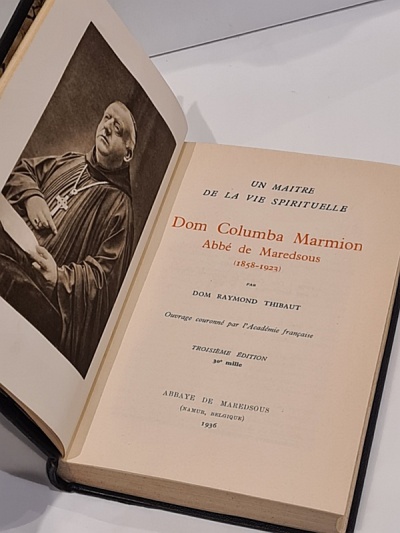 UN MAITRE
DE LA VIE SPIRITUELLE
Dom Columba Marmion
Abbé de Maredsous
(1858-1923)
PAR
DOM RAYMOND THIBAUT
Ouvrage couronné par l'Académie française
TROISIÈME ÉDITION
30e mille
ABBAYE DE MAREDSOUS
(NAMUR, BELGIQUE)
1936